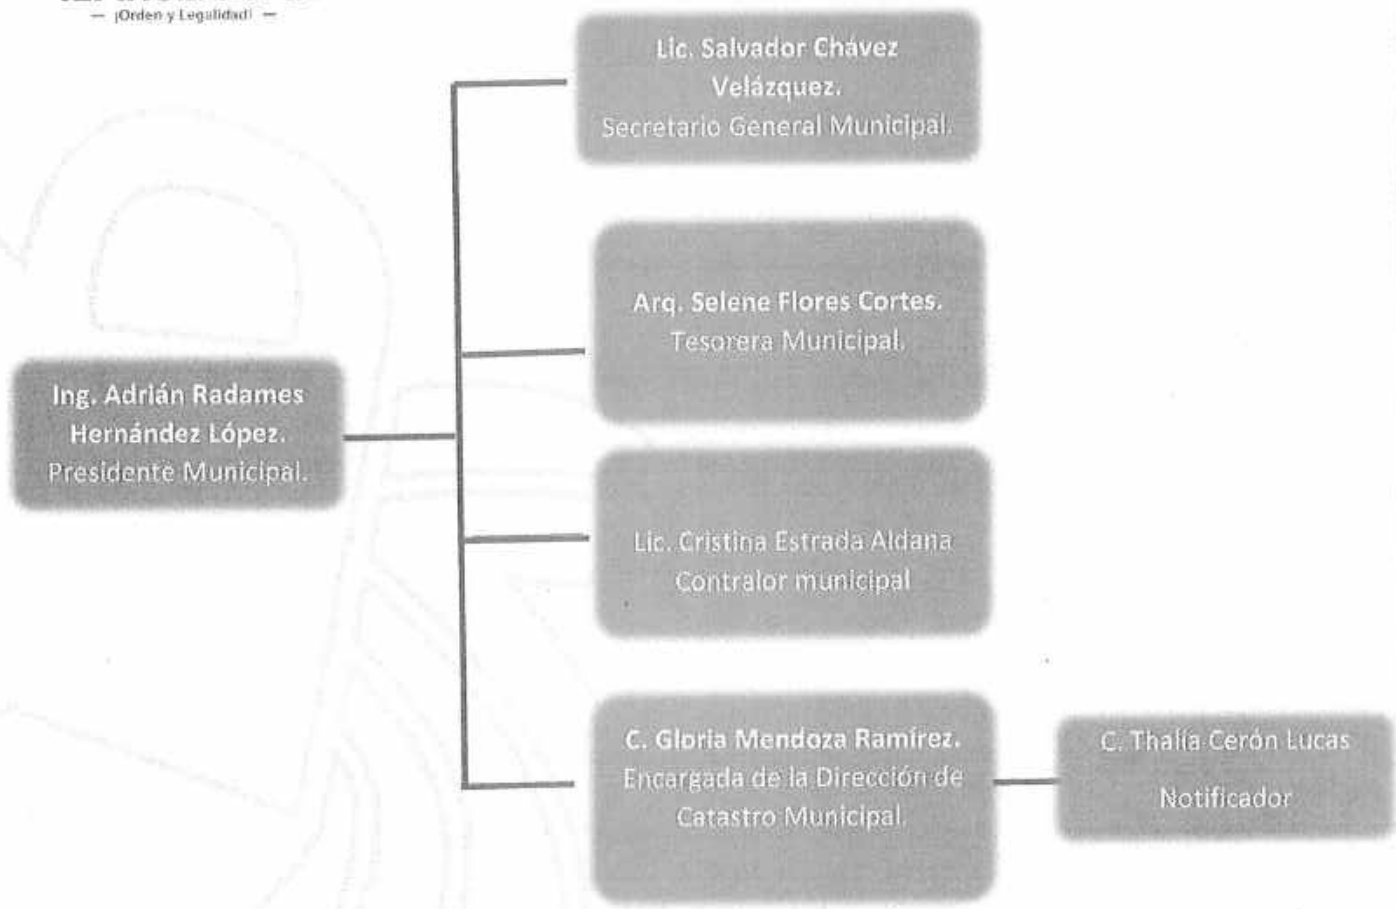 — ¡Orden y Legalidad! —
Lic. Salvador Chávez
Velázquez.
Secretario General Municipal.
Arq. Selene Flores Cortes.
Tesorera Municipal.
Ing. Adrián Radames
Hernández López.
Presidente Municipal.
Lic. Cristina Estrada Aldana
Contralor municipal
C. Gloria Mendoza Ramírez.
Encargada de la Dirección de
Catastro Municipal.
C. Thalía Cerón Lucas
Notificador